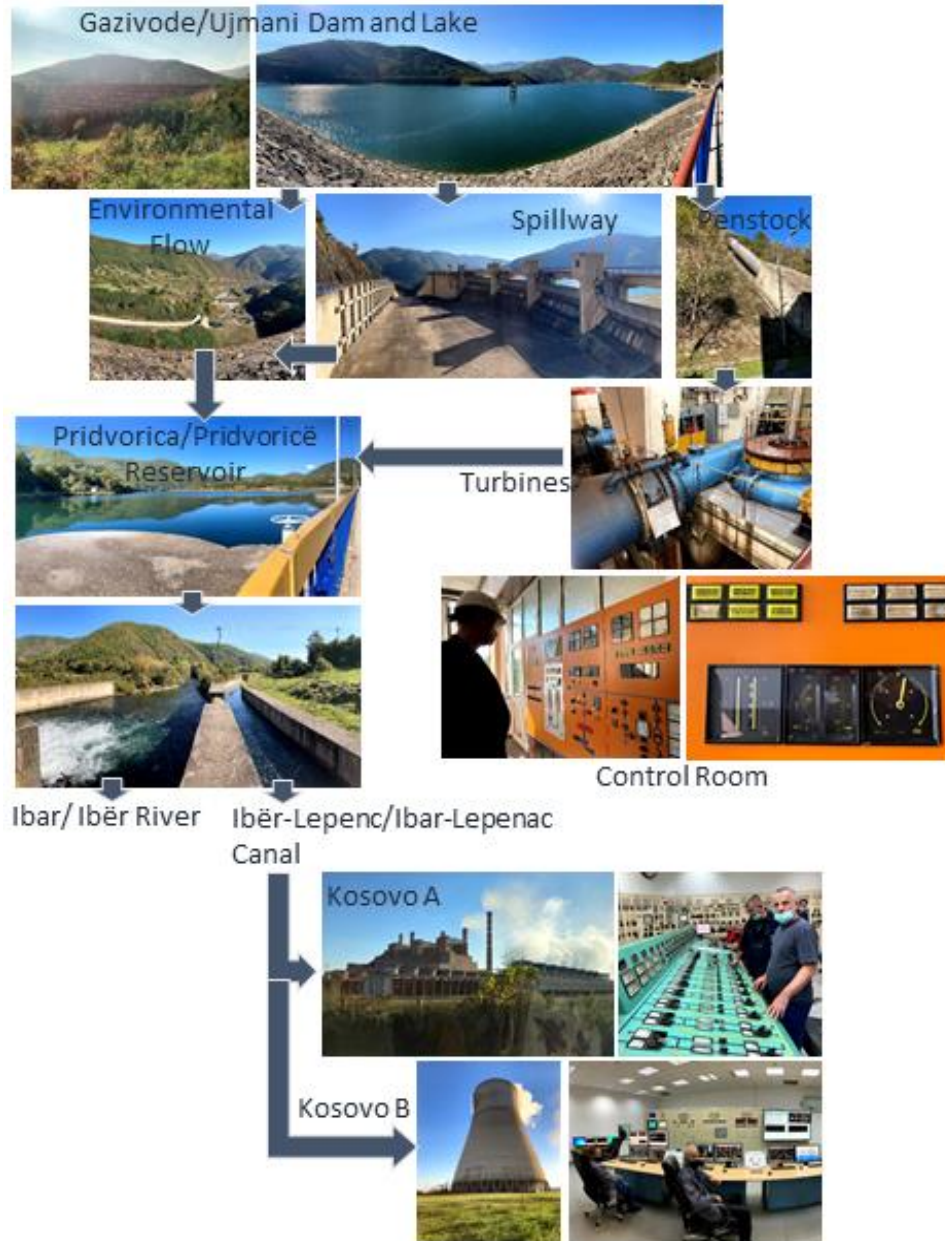 Gazivode/Ujmani Dam and Lake
Environmental
Flow
Spillway
Penstock
Pridvorica/Pridvoricë
Reservoir
Turbines
Control Room
Ibar/ Ibër River
Ibër-Lepenc/Ibar-Lepenac
Canal
Kosovo A
Kosovo B